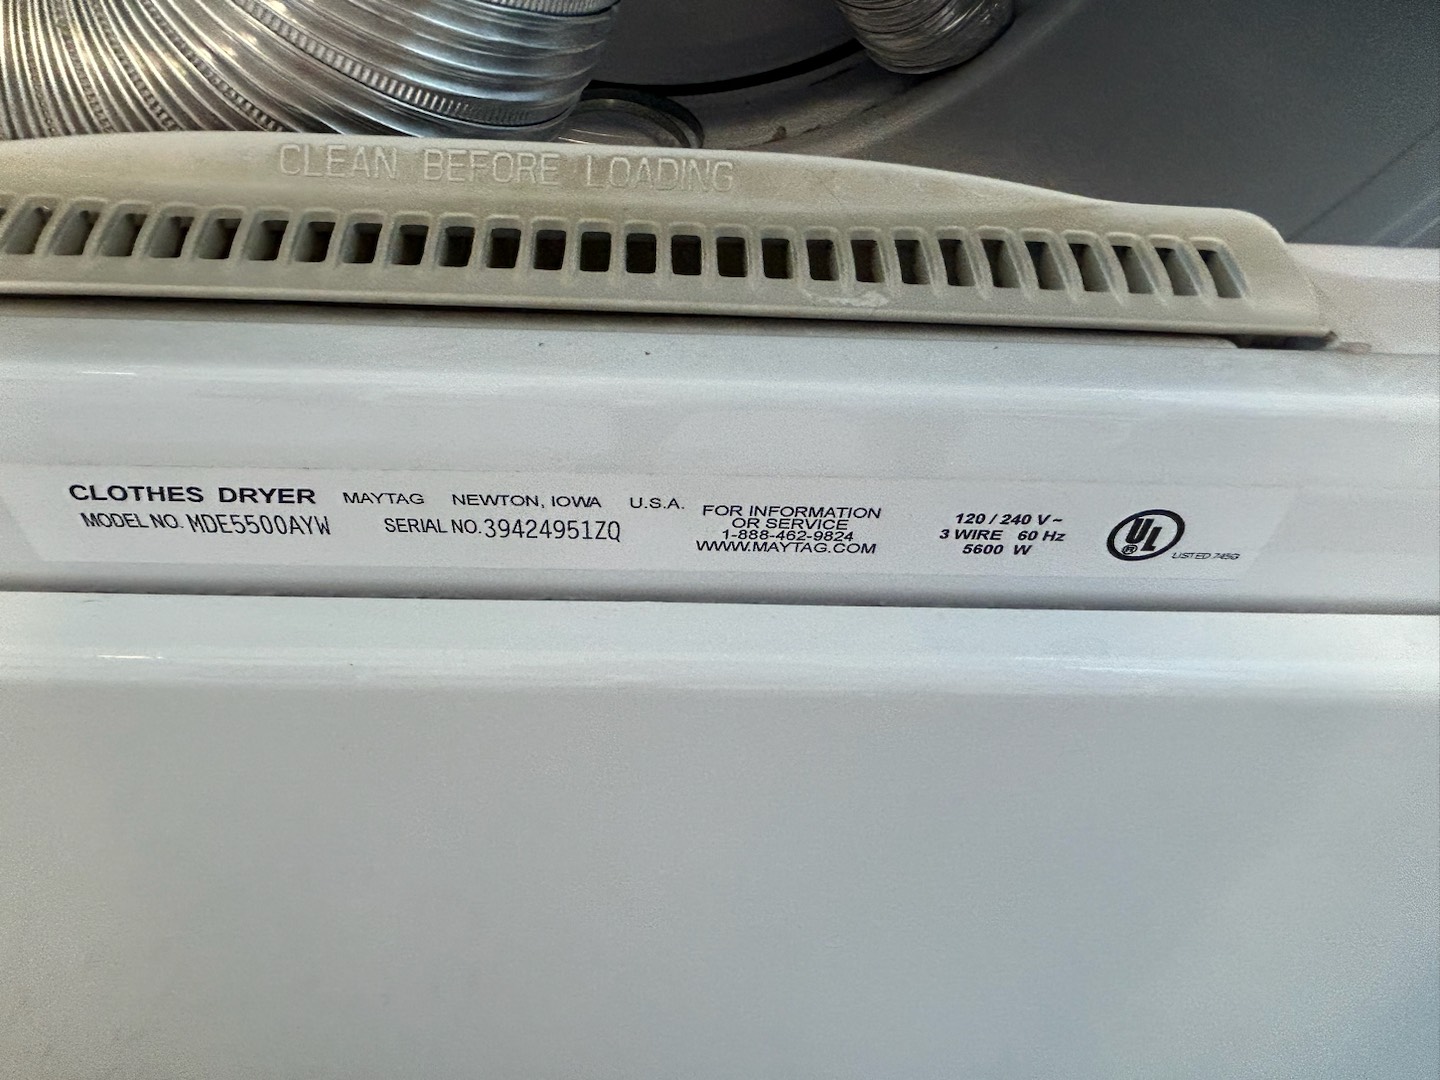 CLEAN BEFORE LOADING
CLOTHES DRYER MAYTAG NEWTON, IOWA U.S.A.
MODEL NO. MDE5500AYW SERIAL NO. 39424951ZQ
FOR INFORMATION
OR SERVICE
1-888-462-9824
WWW.MAYTAG.COM
120 / 240 V ~
3 WIRE 60 Hz
5600 W
UL
®
LISTED 745G